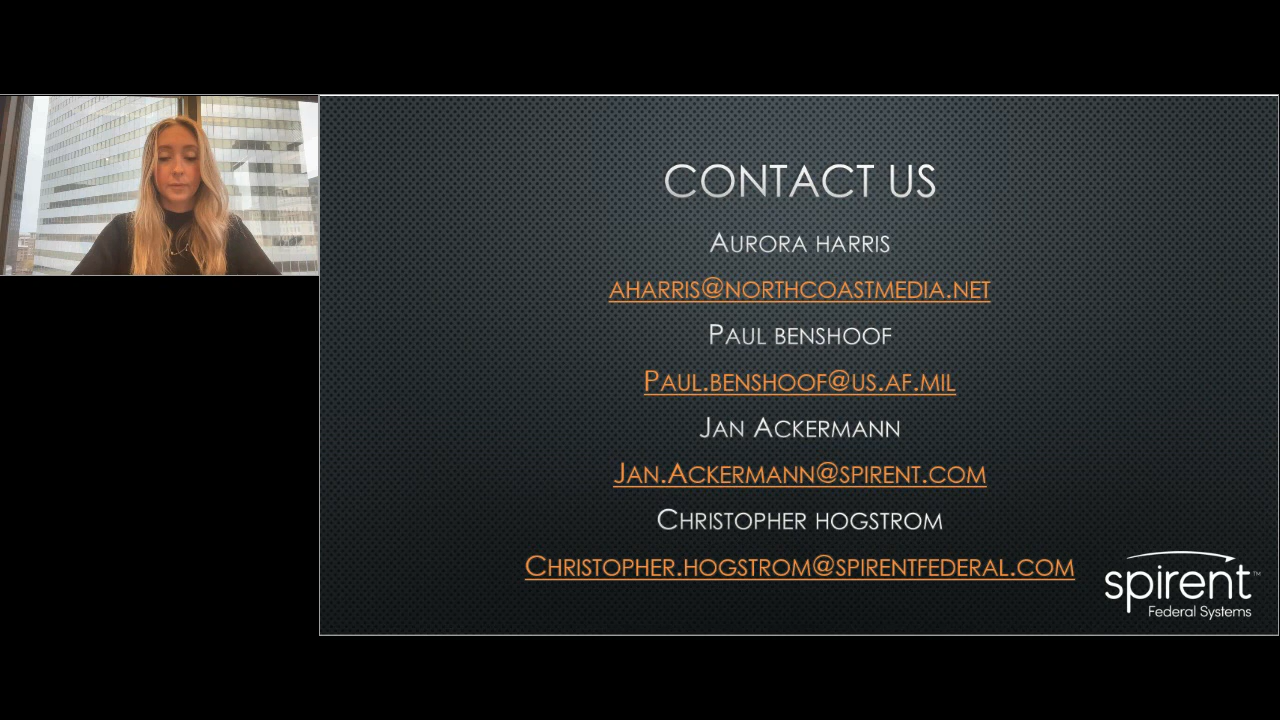 CONTACT US
AURORA HARRIS
AHARRIS@NORTHCOASTMEDIA.NET
PAUL BENSHOOF
PAUL.BENSHOOF@US.AF.MIL
JAN ACKERMANN
JAN.ACKERMANN@SPIRENT.COM
CHRISTOPHER HOGSTROM
CHRISTOPHER.HOGSTROM@SPIRENTFEDERAL.COM
spirent™
Federal Systems